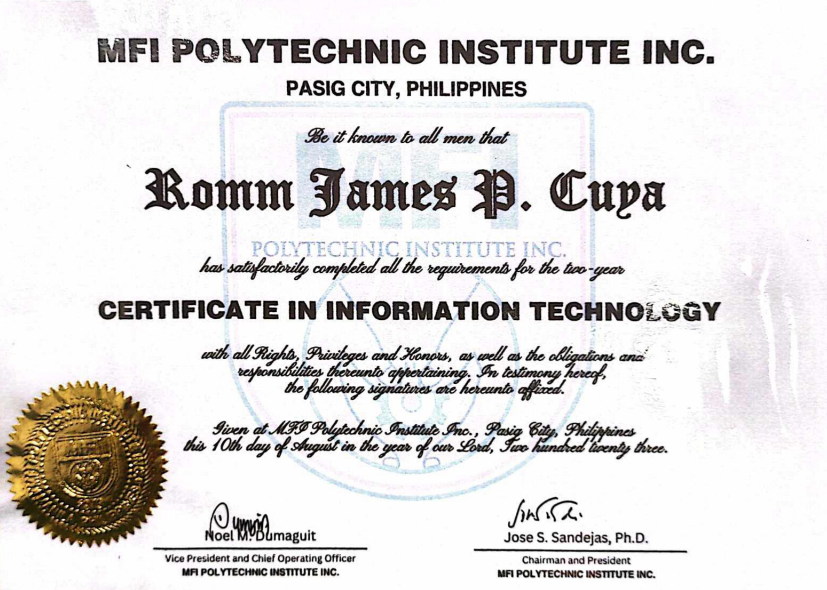 MFI POLYTECHNIC INSTITUTE INC.
PASIG CITY, PHILIPPINES
Be it known to all men that
Romm James P. Cuya
MFI
POLYTECHNIC INSTITUTE INC.
has satisfactorily completed all the requirements for the two-year
CERTIFICATE IN INFORMATION TECHNOLOGY
with all Rights, Privileges and Honors, as well as the obligations and
responsibilities thereunto appertaining. In testimony hereof,
the following signatures are hereunto affixed.
Given at MFI Polytechnic Institute Inc., Pasig City, Philippines
this 10th day of August in the year of our Lord, Two hundred twenty three.
Noel M. Dumaguit
Vice President and Chief Operating Officer
MFI POLYTECHNIC INSTITUTE INC.
Jose S. Sandejas, Ph.D.
Chairman and President
MFI POLYTECHNIC INSTITUTE INC.